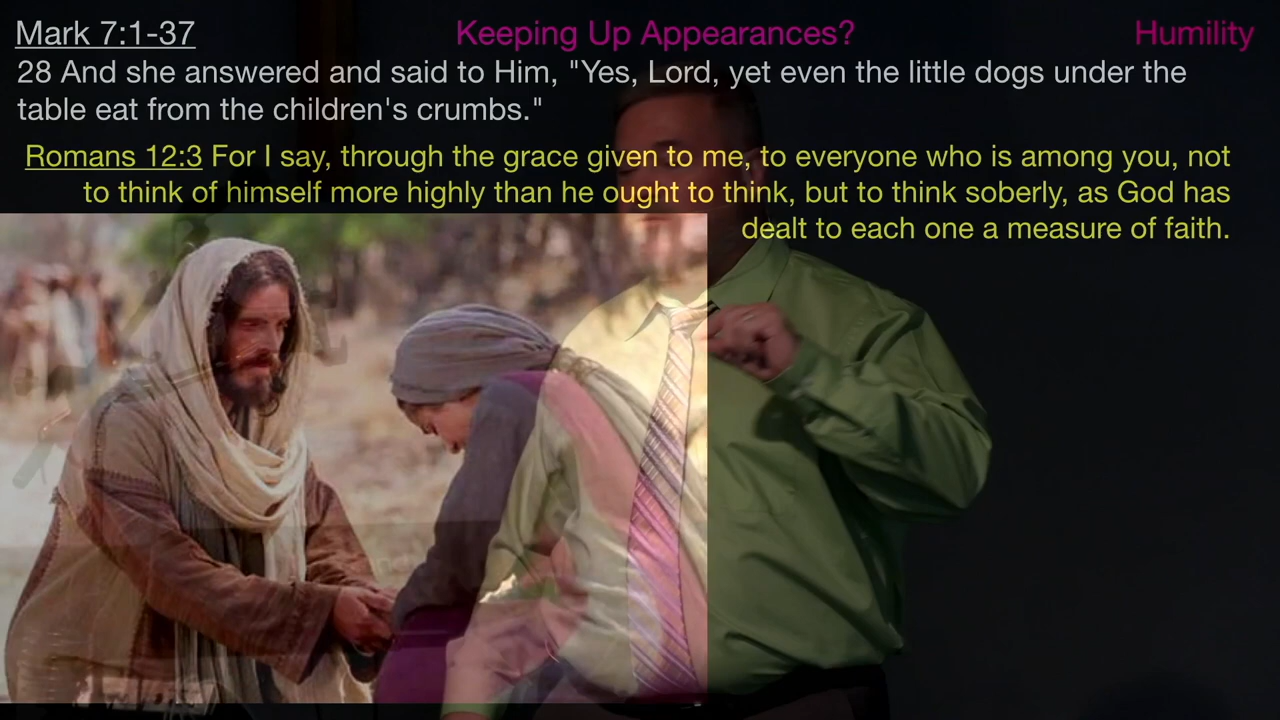 Mark 7:1-37 Keeping Up Appearances? Humility
28 And she answered and said to Him, "Yes, Lord, yet even the little dogs under the
table eat from the children's crumbs."
Romans 12:3 For I say, through the grace given to me, to everyone who is among you, not
to think of himself more highly than he ought to think, but to think soberly, as God has
dealt to each one a measure of faith.